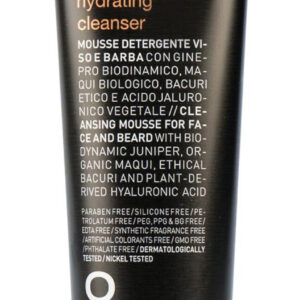 hydrating
cleanser
MOUSSE DETERGENTE VI-
SO E BARBA CON GINE-
PRO BIODINAMICO, MA-
QUI BIOLOGICO, BACURI
ETICO E ACIDO JALURO-
NICO VEGETALE // CLE-
ANSING MOUSSE FOR FA-
CE AND BEARD WITH BIO-
DYNAMIC JUNIPER, OR-
GANIC MAQUI, ETHICAL
BACURI AND PLANT-DE-
RIVED HYALURONIC ACID
PARABEN FREE / SILICONE FREE / PE-
TROLATUM FREE / PEG, PPG & BG FREE /
EDTA FREE / SYNTHETIC FRAGRANCE FREE
/ ARTIFICIAL COLORANTS FREE / GMO FREE
/ PHTHALATE FREE / DERMATOLOGICALLY
TESTED / NICKEL TESTED